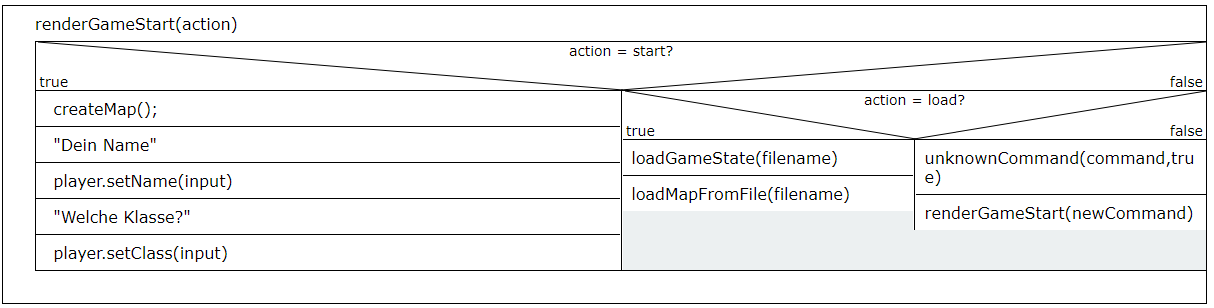 renderGameStart(action)
action = start?
true
false
createMap();
"Dein Name"
player.setName(input)
"Welche Klasse?"
player.setClass(input)
action = load?
true
false
loadGameState(filename)
loadMapFromFile(filename)
unknownCommand(command,tru
e)
renderGameStart(newCommand)